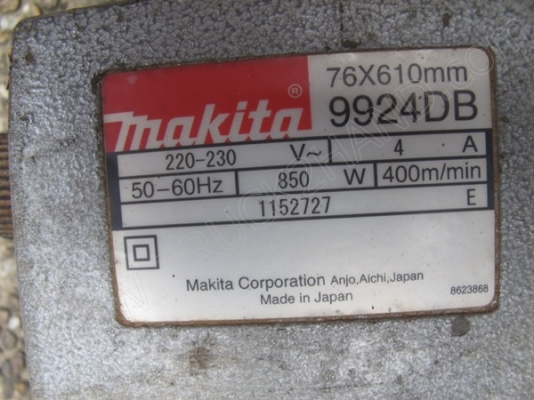 76X610mm
makita ® 9924DB
220-230 V~ 4 A
50-60Hz 850 W 400m/min
1152727 E
Makita Corporation Anjo,Aichi,Japan
Made in Japan 8623868